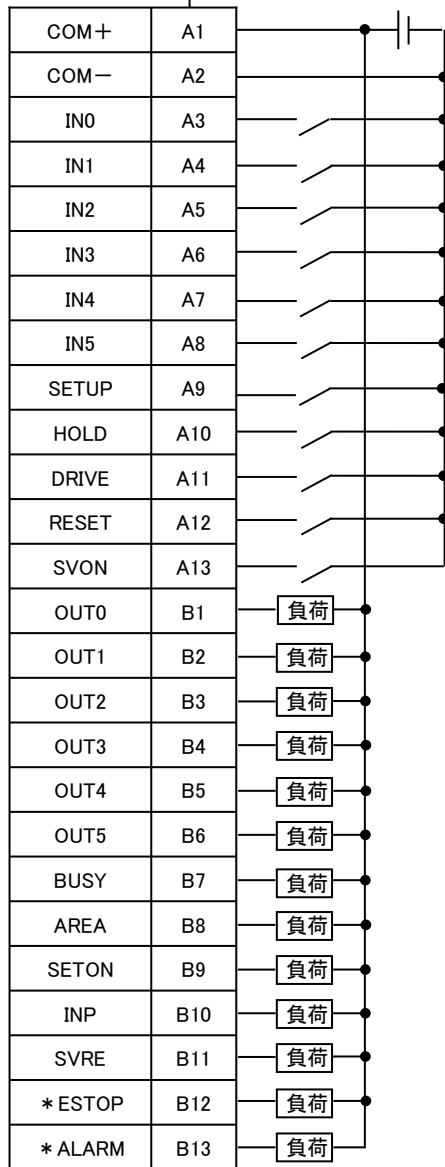 COM＋ A1
COM－ A2
IN0 A3
IN1 A4
IN2 A5
IN3 A6
IN4 A7
IN5 A8
SETUP A9
HOLD A10
DRIVE A11
RESET A12
SVON A13
OUT0 B1 負荷
OUT1 B2 負荷
OUT2 B3 負荷
OUT3 B4 負荷
OUT4 B5 負荷
OUT5 B6 負荷
BUSY B7 負荷
AREA B8 負荷
SETON B9 負荷
INP B10 負荷
SVRE B11 負荷
＊ESTOP B12 負荷
＊ALARM B13 負荷